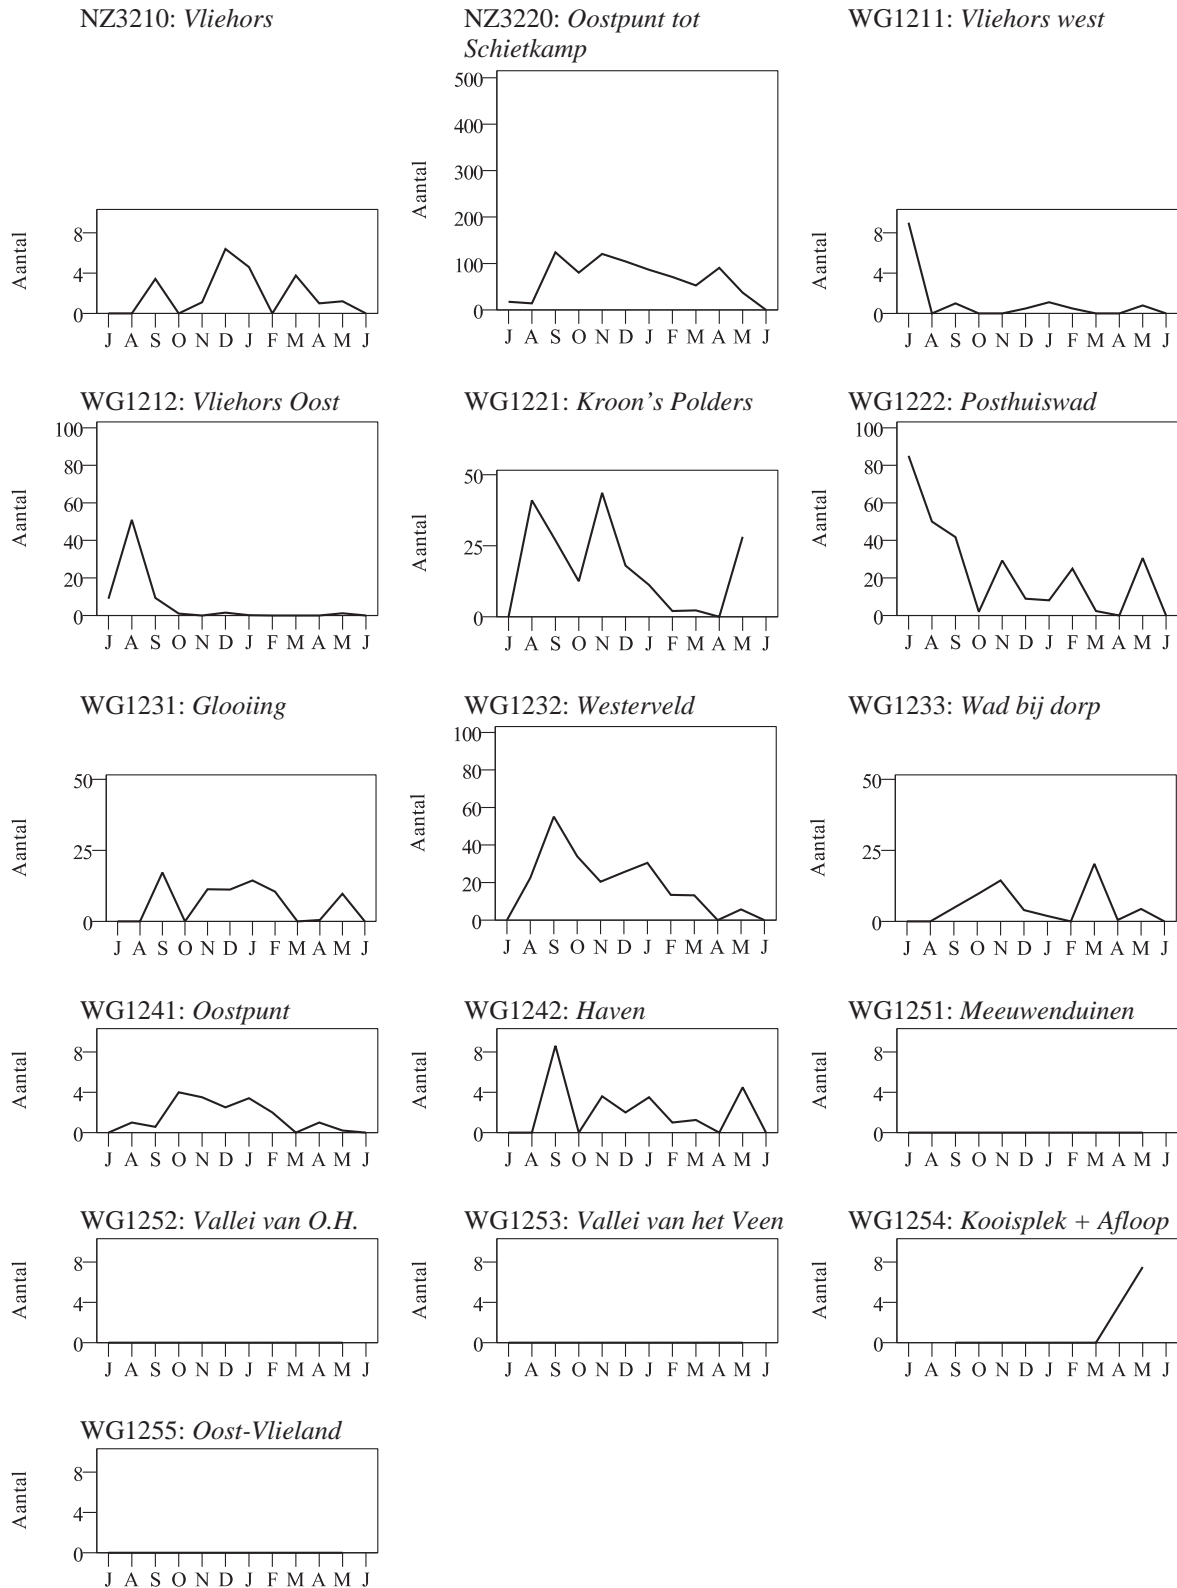 NZ3210: Vliehors
Aantal
8
4
0
J A S O N D J F M A M J
NZ3220: Oostpunt tot
Schietkamp
Aantal
500
400
300
200
100
0
J A S O N D J F M A M J
WG1211: Vliehors west
Aantal
8
4
0
J A S O N D J F M A M J
WG1212: Vliehors Oost
Aantal
100
80
60
40
20
0
J A S O N D J F M A M J
WG1221: Kroon's Polders
Aantal
50
25
0
J A S O N D J F M A M J
WG1222: Posthuiswad
Aantal
100
80
60
40
20
0
J A S O N D J F M A M J
WG1231: Glooiing
Aantal
50
25
0
J A S O N D J F M A M J
WG1232: Westerveld
Aantal
100
80
60
40
20
0
J A S O N D J F M A M J
WG1233: Wad bij dorp
Aantal
50
25
0
J A S O N D J F M A M J
WG1241: Oostpunt
Aantal
8
4
0
J A S O N D J F M A M J
WG1242: Haven
Aantal
8
4
0
J A S O N D J F M A M J
WG1251: Meeuwenduinen
Aantal
8
4
0
J A S O N D J F M A M J
WG1252: Vallei van O.H.
Aantal
8
4
0
J A S O N D J F M A M J
WG1253: Vallei van het Veen
Aantal
8
4
0
J A S O N D J F M A M J
WG1254: Kooisplek + Afloop
Aantal
8
4
0
J A S O N D J F M A M J
WG1255: Oost-Vlieland
Aantal
8
4
0
J A S O N D J F M A M J